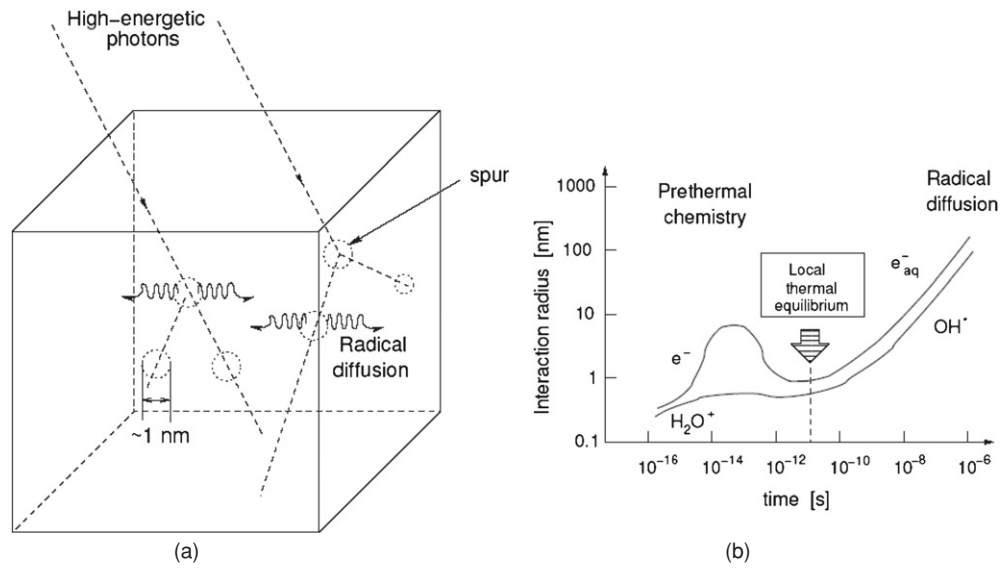 High-energetic
photons
spur
Radical
diffusion
~1 nm
(a)
Interaction radius [nm]
1000
100
10
1
0.1
Prethermal
chemistry
Radical
diffusion
Local
thermal
equilibrium
e⁻
H₂O⁺
e⁻aq
OH•
10⁻¹⁶ 10⁻¹⁴ 10⁻¹² 10⁻¹⁰ 10⁻⁸ 10⁻⁶
time [s]
(b)